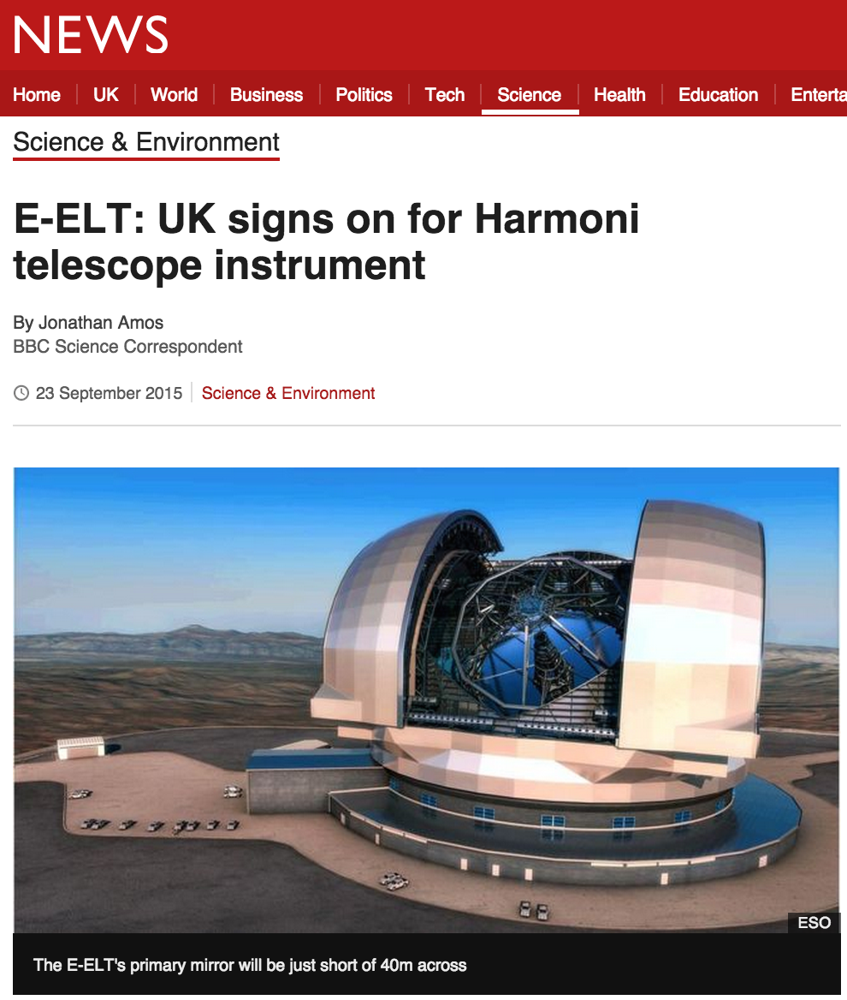 NEWS
Home UK World Business Politics Tech Science Health Education Enterta
Science & Environment
E-ELT: UK signs on for Harmoni
telescope instrument
By Jonathan Amos
BBC Science Correspondent
23 September 2015 Science & Environment
ESO
The E-ELT's primary mirror will be just short of 40m across